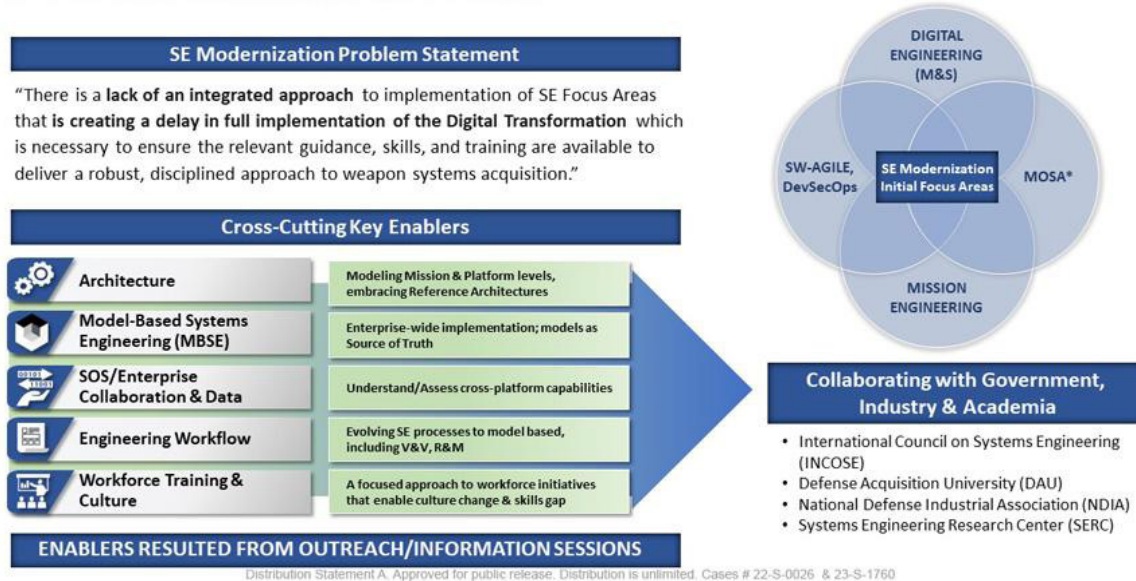 SE Modernization Problem Statement
“There is a lack of an integrated approach to implementation of SE Focus Areas
that is creating a delay in full implementation of the Digital Transformation which
is necessary to ensure the relevant guidance, skills, and training are available to
deliver a robust, disciplined approach to weapon systems acquisition.”
Cross-Cutting Key Enablers
Architecture
Modeling Mission & Platform levels,
embracing Reference Architectures
Model-Based Systems
Engineering (MBSE)
Enterprise-wide implementation; models as
Source of Truth
00101
11001
SOS/Enterprise
Collaboration & Data
Understand/Assess cross-platform capabilities
Engineering Workflow
Evolving SE processes to model based,
including V&V, R&M
Workforce Training &
Culture
A focused approach to workforce initiatives
that enable culture change & skills gap
ENABLERS RESULTED FROM OUTREACH/INFORMATION SESSIONS
DIGITAL
ENGINEERING
(M&S)
SW-AGILE,
DevSecOps
SE Modernization
Initial Focus Areas
MOSA*
MISSION
ENGINEERING
Collaborating with Government,
Industry & Academia
• International Council on Systems Engineering
(INCOSE)
• Defense Acquisition University (DAU)
• National Defense Industrial Association (NDIA)
• Systems Engineering Research Center (SERC)
Distribution Statement A. Approved for public release. Distribution is unlimited. Cases # 22-S-0026 & 23-S-1760